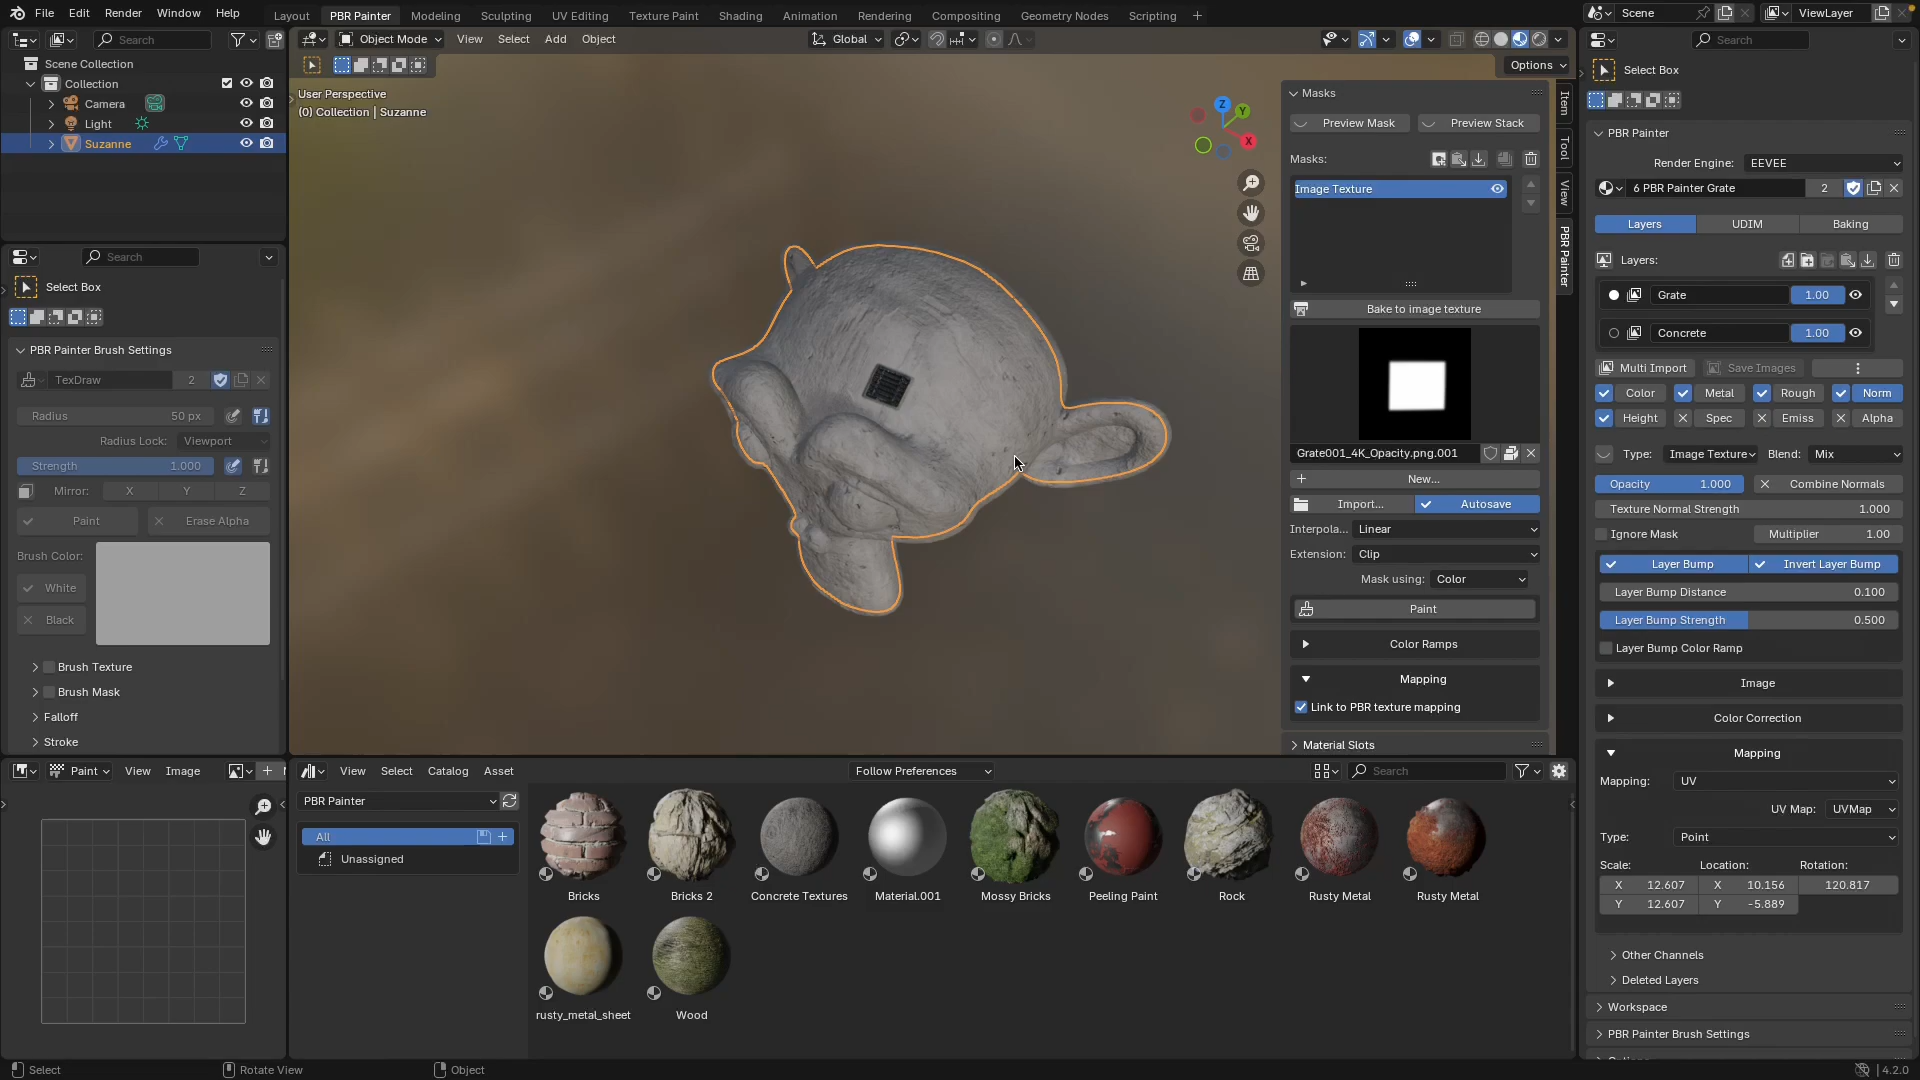 File Edit Render Window Help Layout PBR Painter Modeling Sculpting UV Editing Texture Paint Shading Animation Rendering Compositing Geometry Nodes Scripting + Scene ViewLayer
Search
Scene Collection
Collection
Camera
Light
Suzanne
Search
Select Box
PBR Painter Brush Settings
TexDraw 2
Radius 50 px
Radius Lock: Viewport
Strength 1.000
Mirror: X Y Z
Paint Erase Alpha
Brush Color:
White
Black
Brush Texture
Brush Mask
Falloff
Stroke
Object Mode View Select Add Object Global
Options
User Perspective
(0) Collection | Suzanne
Z Y X
Masks
Preview Mask Preview Stack
Masks:
Image Texture
Bake to image texture
Grate001_4K_Opacity.png.001
New...
Import... Autosave
Interpola... Linear
Extension: Clip
Mask using: Color
Paint
Color Ramps
Mapping
Link to PBR texture mapping
Material Slots
Item
Tool
View
PBR Painter
Search
Select Box
PBR Painter
Render Engine: EEVEE
6 PBR Painter Grate 2
Layers UDIM Baking
Layers:
Grate 1.00
Concrete 1.00
Multi Import Save Images
Color Metal Rough Norm
Height Spec Emiss Alpha
Type: Image Texture Blend: Mix
Opacity 1.000 Combine Normals
Texture Normal Strength 1.000
Ignore Mask Multiplier 1.00
Layer Bump Invert Layer Bump
Layer Bump Distance 0.100
Layer Bump Strength 0.500
Layer Bump Color Ramp
Image
Color Correction
Mapping
Mapping: UV
UV Map: UVMap
Type: Point
Scale: Location: Rotation:
X 12.607 X 10.156 120.817
Y 12.607 Y -5.889
Other Channels
Deleted Layers
Workspace
PBR Painter Brush Settings
Paint View Image
View Select Catalog Asset Follow Preferences Search
PBR Painter
All
Unassigned
Bricks Bricks 2 Concrete Textures Material.001 Mossy Bricks Peeling Paint Rock Rusty Metal Rusty Metal
rusty_metal_sheet Wood
Select Rotate View Object 4.2.0